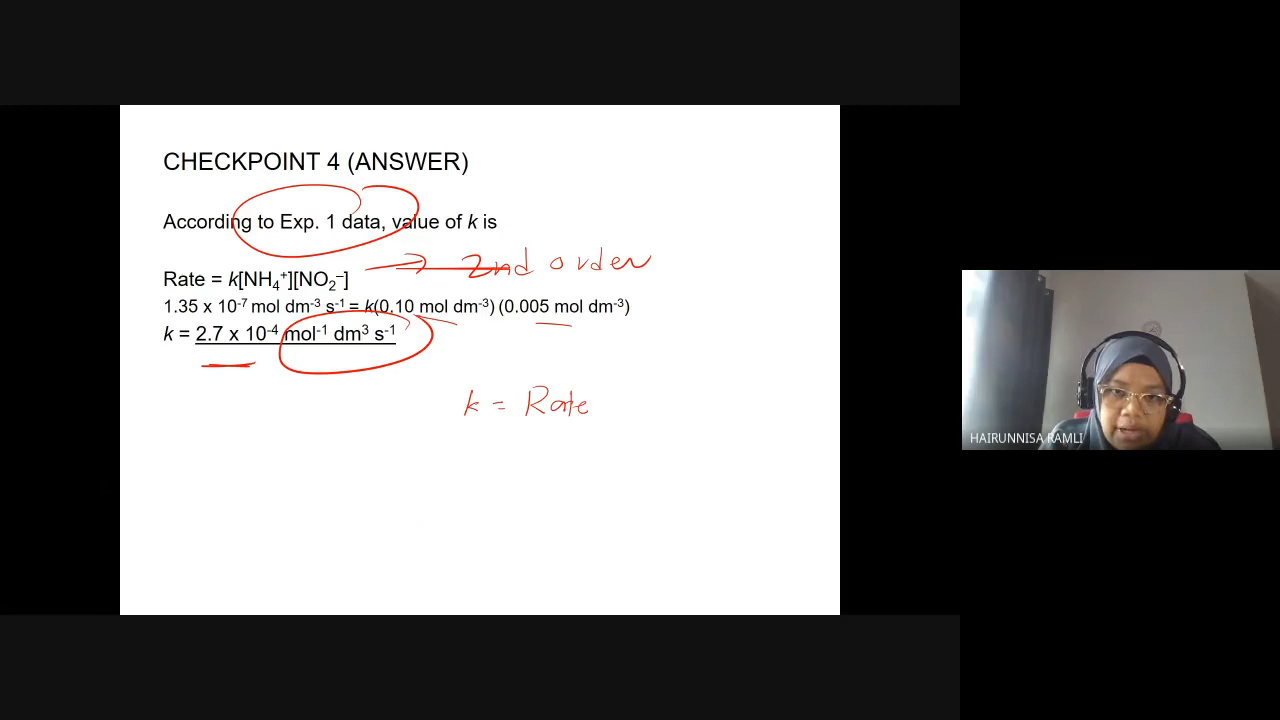 CHECKPOINT 4 (ANSWER)
According to Exp. 1 data, value of k is
Rate = k[NH₄⁺][NO₂⁻]
→ 2nd order
1.35 x 10⁻⁷ mol dm⁻³ s⁻¹ = k(0.10 mol dm⁻³) (0.005 mol dm⁻³)
k = 2.7 x 10⁻⁴ mol⁻¹ dm³ s⁻¹
k = Rate
HAIRUNNISA RAMLI